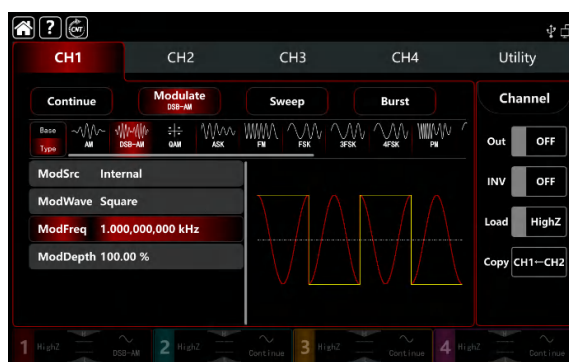 ? CNT
CH1 CH2 CH3 CH4 Utility
Continue Modulate DSB-AM Sweep Burst Channel
Base Type AM DSB-AM QAM ASK FM FSK 3FSK 4FSK PM
Out OFF
ModSrc Internal
INV OFF
ModWave Square
ModFreq 1.000,000,000 kHz
Load HighZ
ModDepth 100.00 %
Copy CH1←CH2
1 HighZ DSB-AM 2 HighZ Continue 3 HighZ Continue 4 HighZ Continue